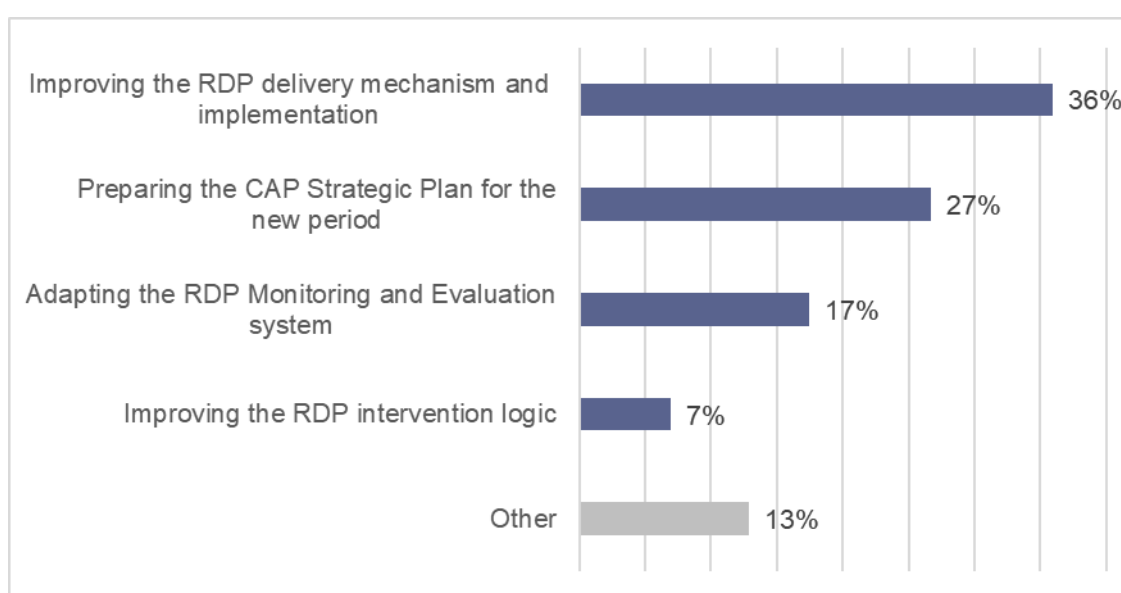 Improving the RDP delivery mechanism and
implementation
36%
Preparing the CAP Strategic Plan for the
new period
27%
Adapting the RDP Monitoring and Evaluation
system
17%
Improving the RDP intervention logic
7%
Other
13%